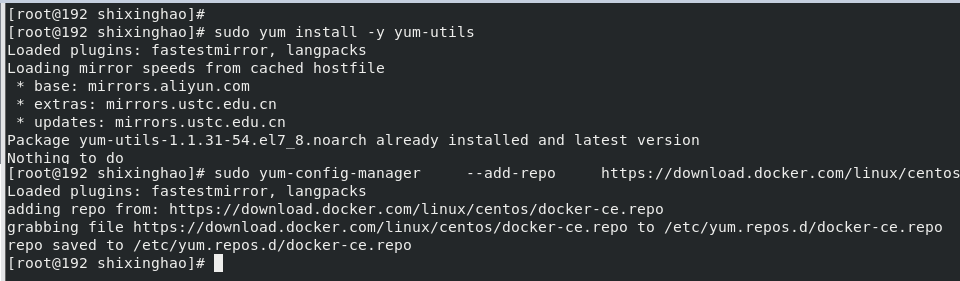 [root@192 shixinghao]#
[root@192 shixinghao]# sudo yum install -y yum-utils
Loaded plugins: fastestmirror, langpacks
Loading mirror speeds from cached hostfile
 * base: mirrors.aliyun.com
 * extras: mirrors.ustc.edu.cn
 * updates: mirrors.ustc.edu.cn
Package yum-utils-1.1.31-54.el7_8.noarch already installed and latest version
Nothing to do
[root@192 shixinghao]# sudo yum-config-manager     --add-repo     https://download.docker.com/linux/centos
Loaded plugins: fastestmirror, langpacks
adding repo from: https://download.docker.com/linux/centos/docker-ce.repo
grabbing file https://download.docker.com/linux/centos/docker-ce.repo to /etc/yum.repos.d/docker-ce.repo
repo saved to /etc/yum.repos.d/docker-ce.repo
[root@192 shixinghao]#